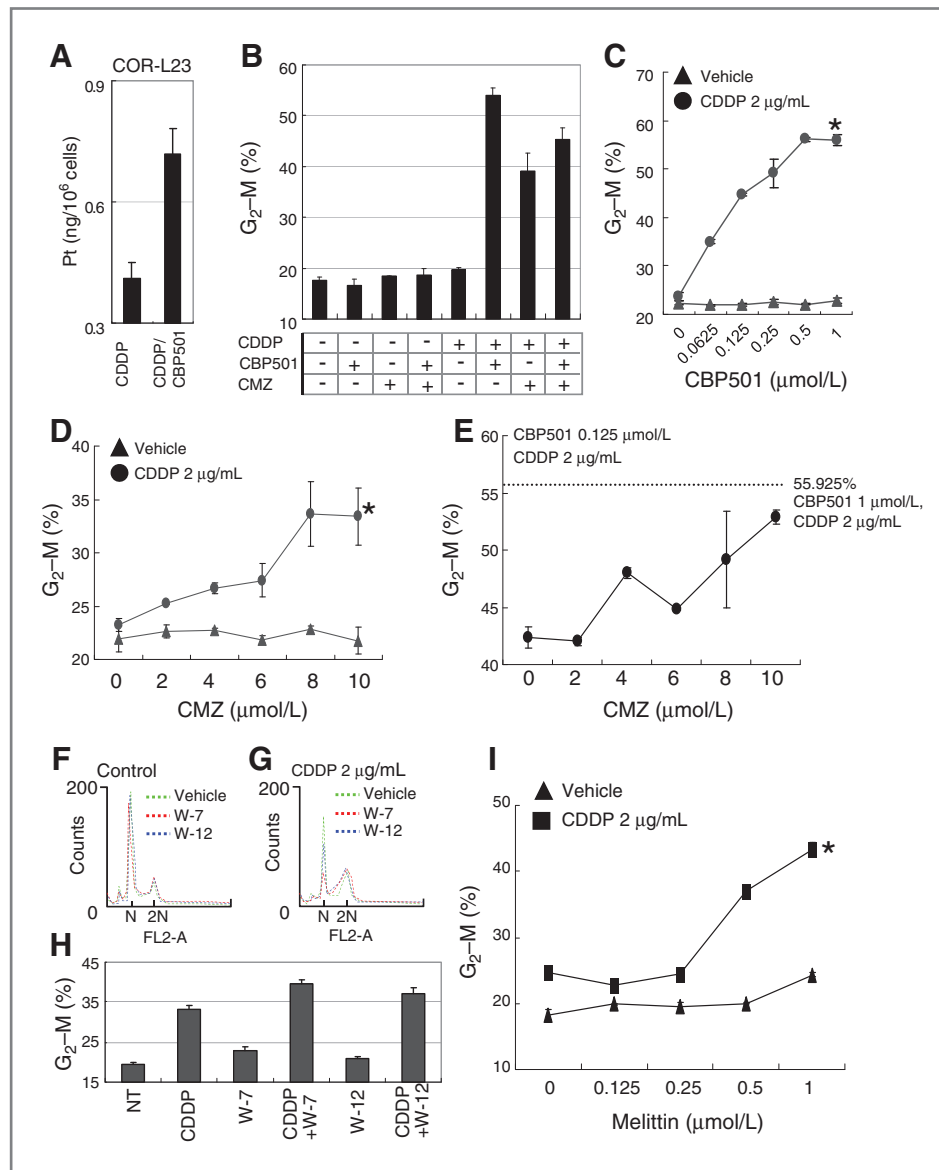 A
COR-L23
0.9
0.6
0.3
Pt (ng/10⁶ cells)
CDDP
CDDP/
CBP501
B
60
50
40
30
20
10
G₂–M (%)
CDDP - - - - + + + +
CBP501 - + - + - + - +
CMZ - - + + - - + +
C
Vehicle
CDDP 2 μg/mL
*
60
50
40
30
20
G₂–M (%)
0 0.0625 0.125 0.25 0.5 1
CBP501 (μmol/L)
D
Vehicle
CDDP 2 μg/mL
*
40
35
30
25
20
G₂–M (%)
0 2 4 6 8 10
CMZ (μmol/L)
E
CBP501 0.125 μmol/L
CDDP 2 μg/mL
55.925%
CBP501 1 μmol/L,
CDDP 2 μg/mL
60
55
50
45
40
G₂–M (%)
0 2 4 6 8 10
CMZ (μmol/L)
F
Control
200
0
Counts
Vehicle
W-7
W-12
N 2N
FL2-A
G
CDDP 2 μg/mL
200
0
Counts
Vehicle
W-7
W-12
N 2N
FL2-A
H
45
35
25
15
G₂–M (%)
NT
CDDP
W-7
CDDP
+W-7
W-12
CDDP
+W-12
I
Vehicle
CDDP 2 μg/mL
*
50
40
30
20
10
G₂–M (%)
0 0.125 0.25 0.5 1
Melittin (μmol/L)